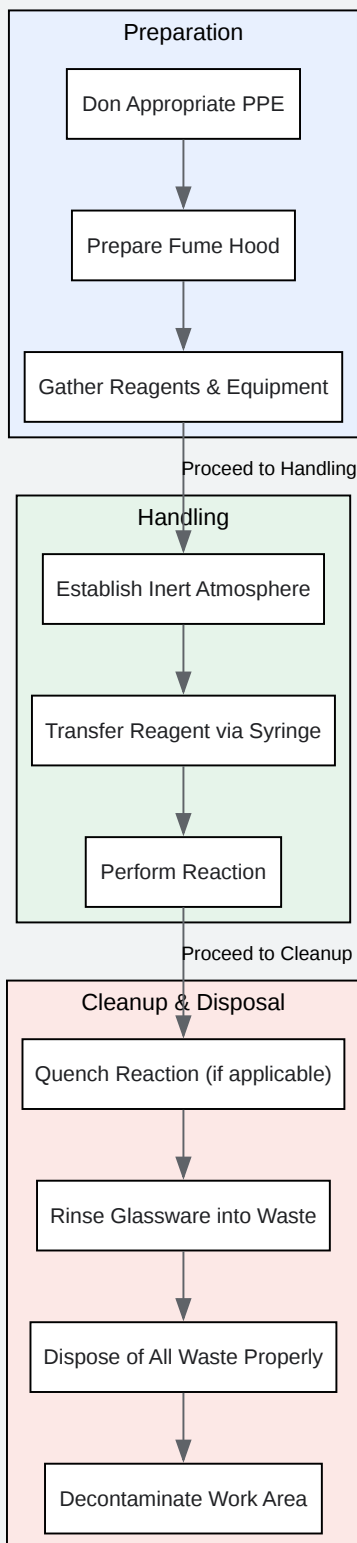 Preparation
Don Appropriate PPE
Prepare Fume Hood
Gather Reagents & Equipment
Proceed to Handling
Handling
Establish Inert Atmosphere
Transfer Reagent via Syringe
Perform Reaction
Proceed to Cleanup
Cleanup & Disposal
Quench Reaction (if applicable)
Rinse Glassware into Waste
Dispose of All Waste Properly
Decontaminate Work Area